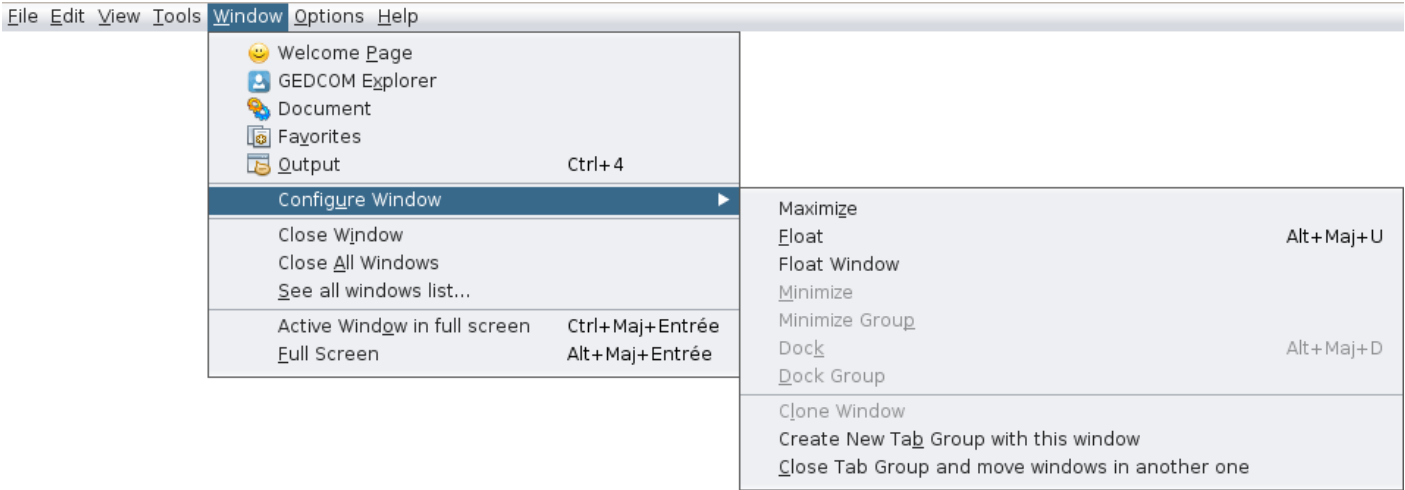 File Edit View Tools Window Options Help
Welcome Page
GEDCOM Explorer
Document
Favorites
Output Ctrl+4
Configure Window
Close Window
Close All Windows
See all windows list...
Active Window in full screen Ctrl+Maj+Entrée
Full Screen Alt+Maj+Entrée
Maximize
Float Alt+Maj+U
Float Window
Minimize
Minimize Group
Dock Alt+Maj+D
Dock Group
Clone Window
Create New Tab Group with this window
Close Tab Group and move windows in another one